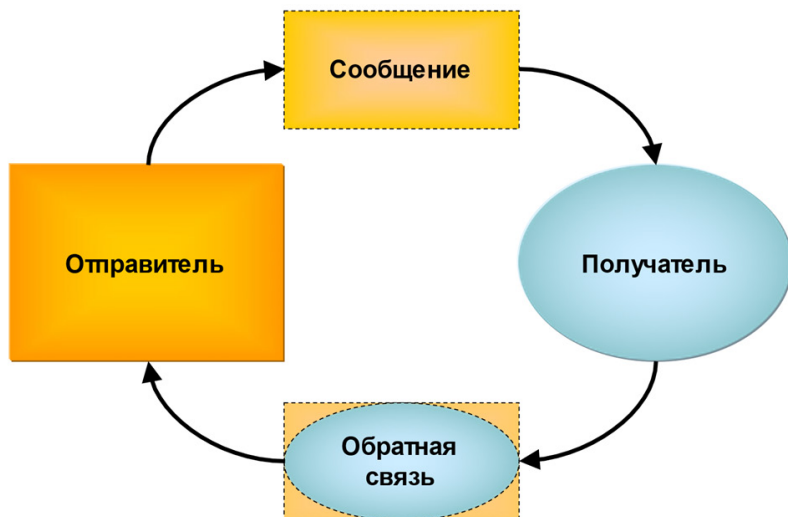 Сообщение
Отправитель
Получатель
Обратная
связь